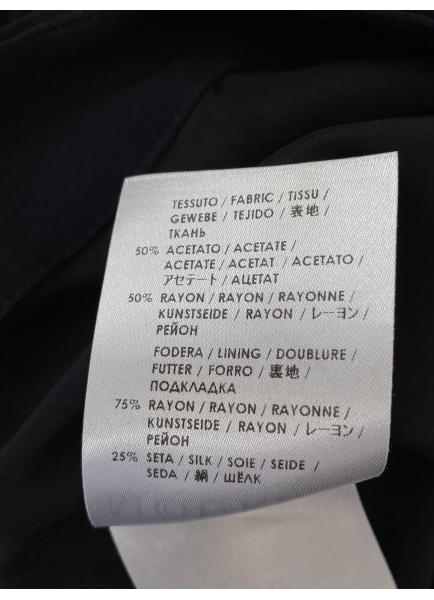 TESSUTO / FABRIC / TISSU /
GEWEBE / TEJIDO / 表地 /
ТКАНЬ
50% ACETATO / ACETATE /
ACETATE / ACETAT / ACETATO /
アセテート / АЦЕТАТ
50% RAYON / RAYON / RAYONNE /
KUNSTSEIDE / RAYON / レーヨン /
РЕЙОН
FODERA / LINING / DOUBLURE /
FUTTER / FORRO / 裏地 /
ПОДКЛАДКА
75% RAYON / RAYON / RAYONNE /
KUNSTSEIDE / RAYON / レーヨン /
РЕЙОН
25% SETA / SILK / SOIE / SEIDE /
SEDA / 絹 / ШЁЛК